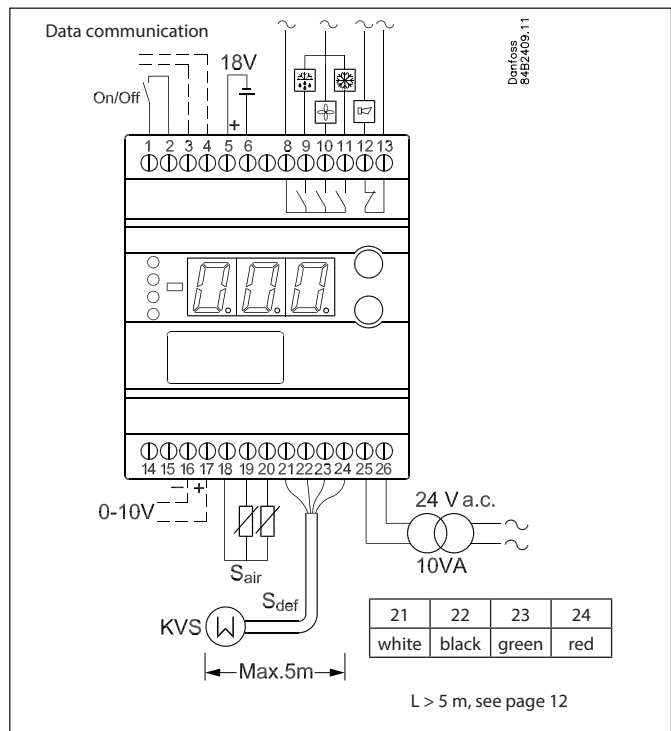 Data communication
Danfoss
84B2409.11
18V
On/Off
+
1 2 3 4 5 6 8 9 10 11 12 13
0.0.0.
14 15 16 17 18 19 20 21 22 23 24 25 26
− +
0-10V
24 V a.c.
10VA
Sair
Sdef
KVS
M
Max.5m
21 22 23 24
white black green red
L > 5 m, see page 12